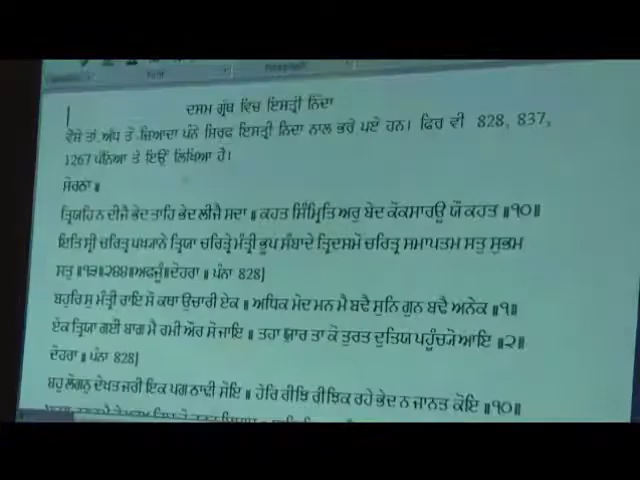 ਦਸਮ ਗ੍ਰੰਥ ਵਿਚ ਇਸਤ੍ਰੀ ਨਿੰਦਾ
ਵੈਸੇ ਤਾਂ ਅੱਧ ਤੋਂ ਜ਼ਿਆਦਾ ਪੰਨੇ ਸਿਰਫ ਇਸਤ੍ਰੀ ਨਿਦਾ ਨਾਲ ਭਰੇ ਪਏ ਹਨ। ਫਿਰ ਵੀ 828, 837,
1267 ਪੰਨਿਆ ਤੇ ਇਉਂ ਲਿਖਿਆ ਹੈ।
ਸੋਰਠਾ ॥
ਤ੍ਰਿਯਹਿ ਨ ਦੀਜੈ ਭੇਦ ਤਾਹਿ ਭੇਦ ਲੀਜੈ ਸਦਾ ॥ ਕਹਤ ਸਿੰਮ੍ਰਿਤਿ ਅਰੁ ਬੇਦ ਕੋਕਸਾਰਊ ਯੌ ਕਹਤ ॥੧੦॥
ਇਤਿ ਸ੍ਰੀ ਚਰਿਤ੍ਰ ਪਖ੍ਯਾਨੇ ਤ੍ਰਿਯਾ ਚਰਿਤ੍ਰੇ ਮੰਤ੍ਰੀ ਭੂਪ ਸੰਬਾਦੇ ਤ੍ਰਿਦਸਮੋ ਚਰਿਤ੍ਰ ਸਮਾਪਤਮ ਸਤੁ ਸੁਭਮ
ਸਤੁ ॥੧੩॥੨੪੪॥ਅਫਜੂੰ॥ਦੋਹਰਾ ॥ ਪੰਨਾ 828]
ਬਹੁਰਿ ਸੁ ਮੰਤ੍ਰੀ ਰਾਇ ਸੌ ਕਥਾ ਉਚਾਰੀ ਏਕ ॥ ਅਧਿਕ ਮੋਦ ਮਨ ਮੈ ਬਢੈ ਸੁਨਿ ਗੁਨ ਬਢੈ ਅਨੇਕ ॥੧॥
ਏਕ ਤ੍ਰਿਯਾ ਗਈ ਬਾਗ ਮੈ ਰਮੀ ਔਰ ਸੋ ਜਾਇ ॥ ਤਹਾ ਯਾਰ ਤਾ ਕੋ ਤੁਰਤ ਦੁਤਿਯ ਪਹੂੰਚ੍ਯੋ ਆਇ ॥੨॥
ਦੋਹਰਾ ॥ ਪੰਨਾ 828]
ਬਹੁ ਲੋਗਨੁ ਦੇਖਤ ਜਰੀ ਇਕ ਪਗ ਠਾਢੀ ਸੋਇ ॥ ਹੇਰਿ ਰੀਝਿ ਰੀਝਿਕ ਰਹੇ ਭੇਦ ਨ ਜਾਨਤ ਕੋਇ ॥੧੦॥